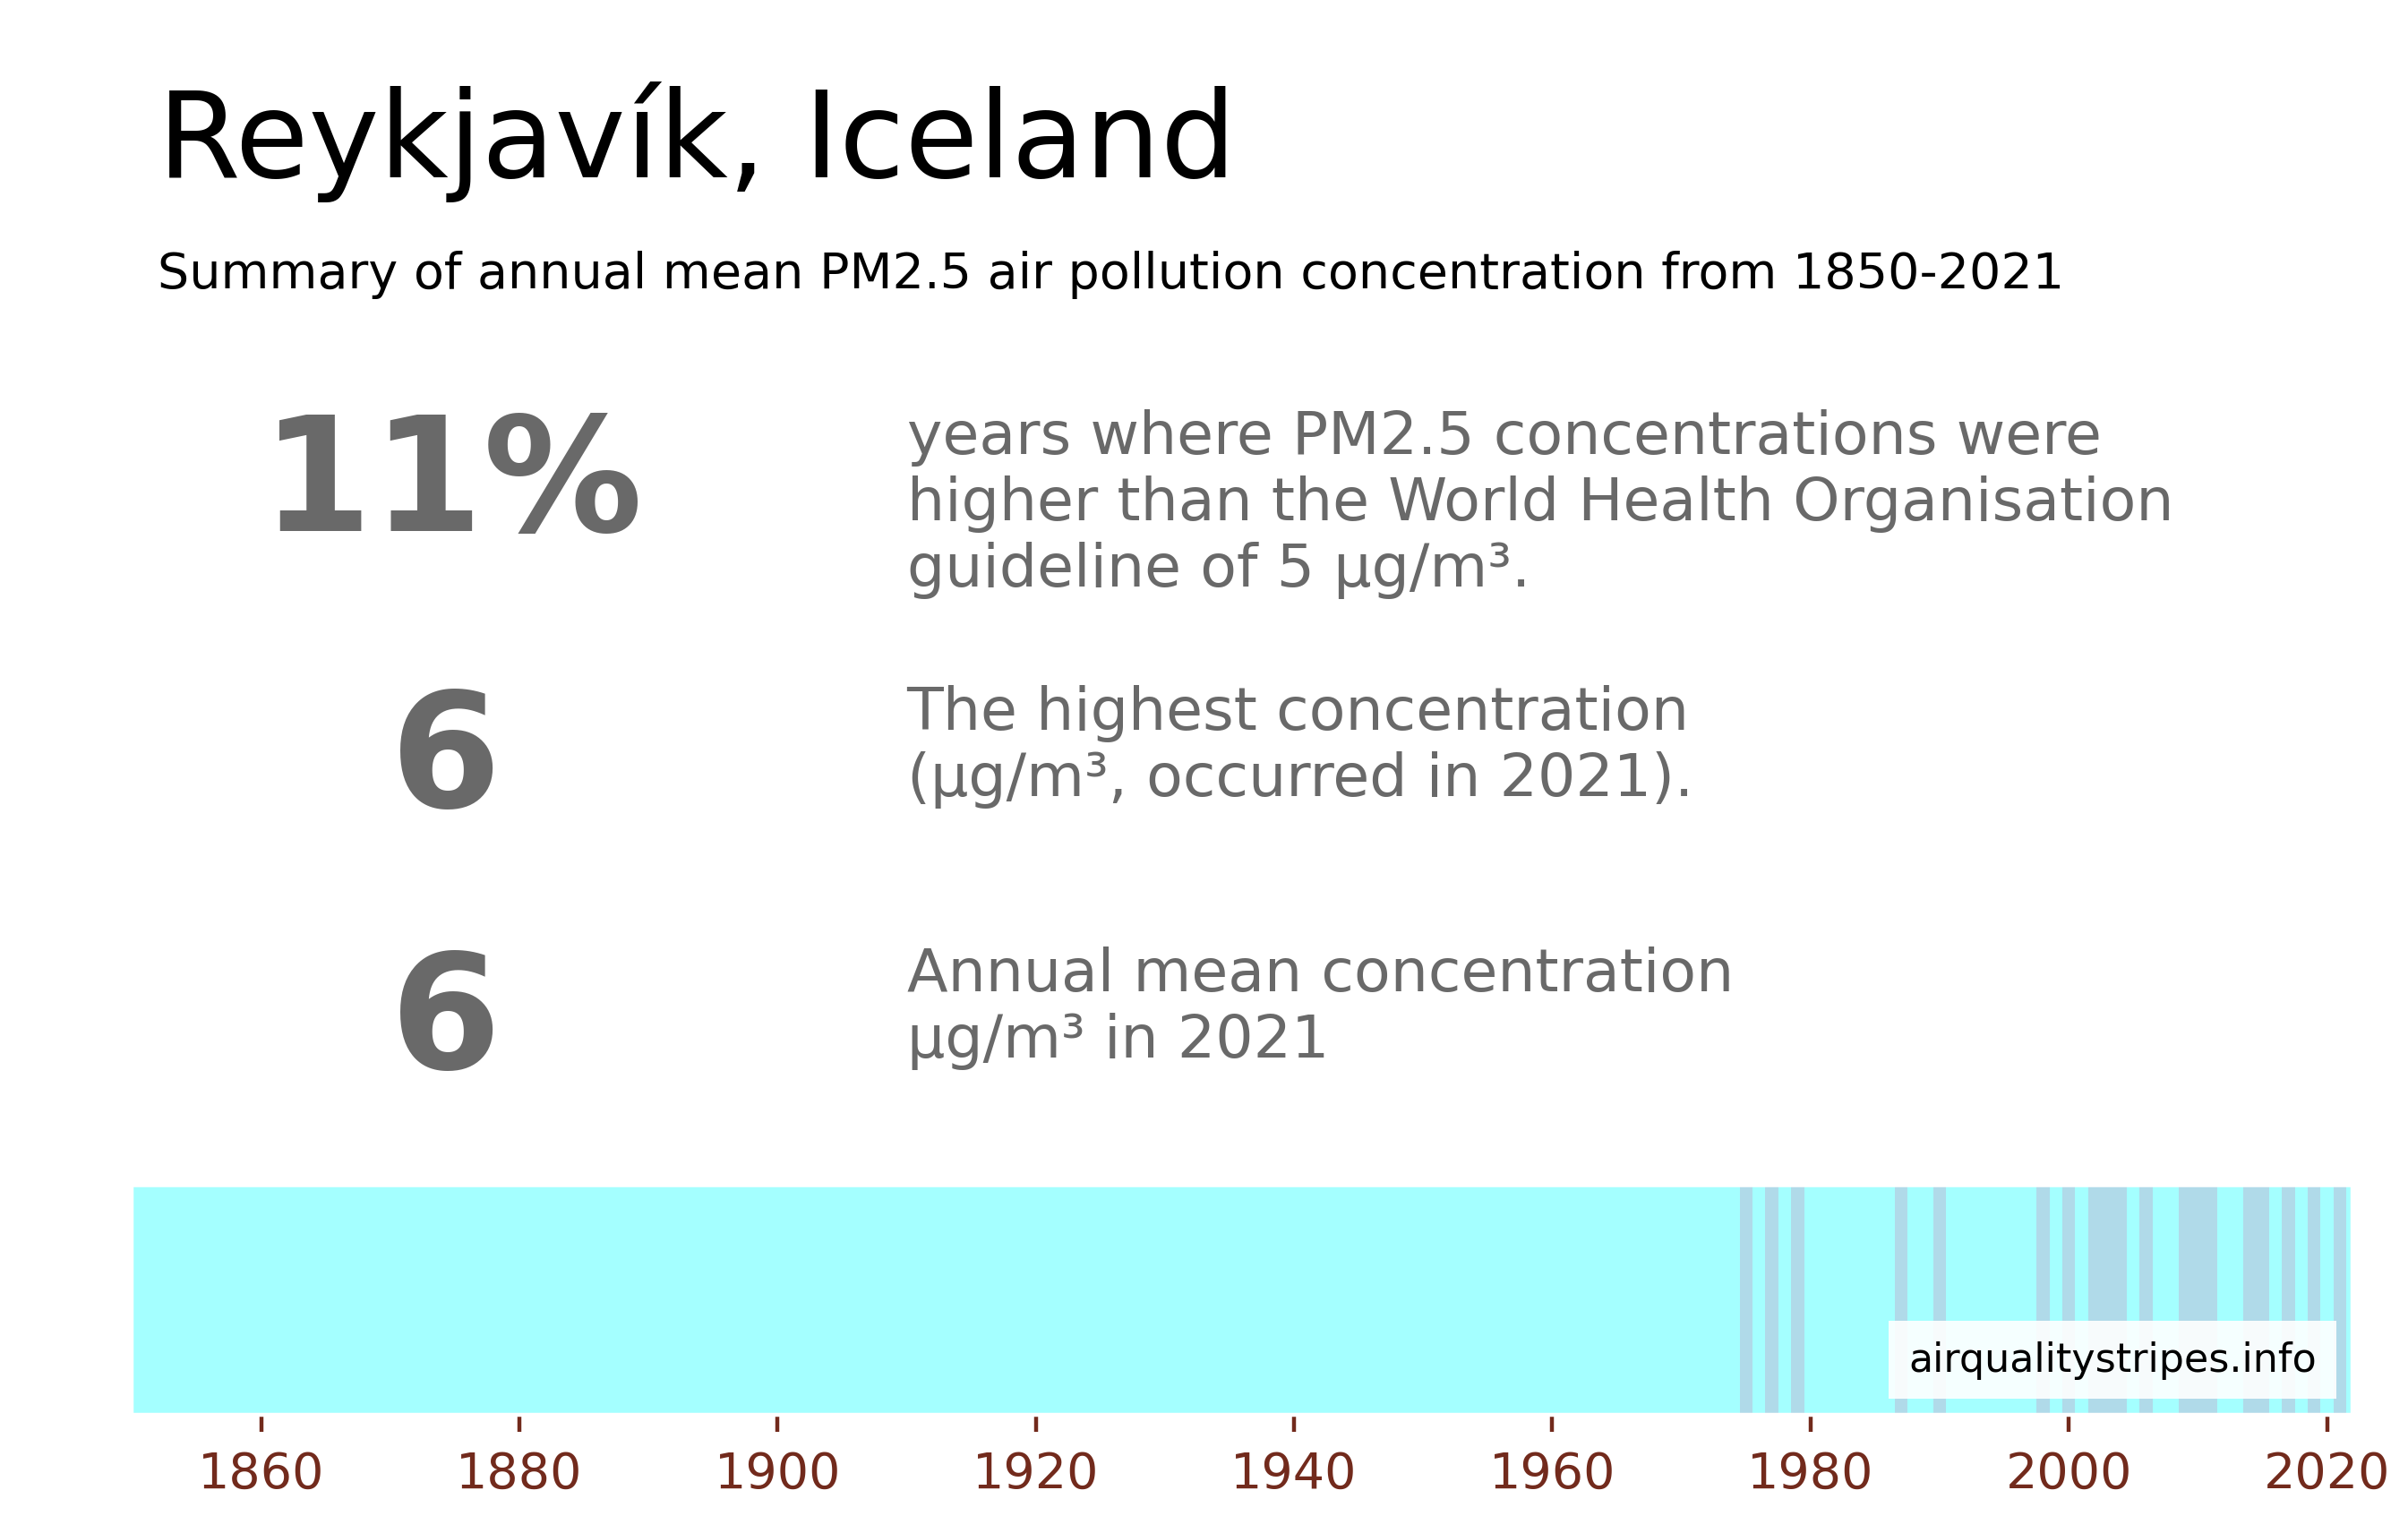 Reykjavík, Iceland
Summary of annual mean PM2.5 air pollution concentration from 1850-2021
11%
years where PM2.5 concentrations were
higher than the World Health Organisation
guideline of 5 µg/m³.
6
The highest concentration
(µg/m³, occurred in 2021).
6
Annual mean concentration
µg/m³ in 2021
airqualitystripes.info
1860 1880 1900 1920 1940 1960 1980 2000 2020